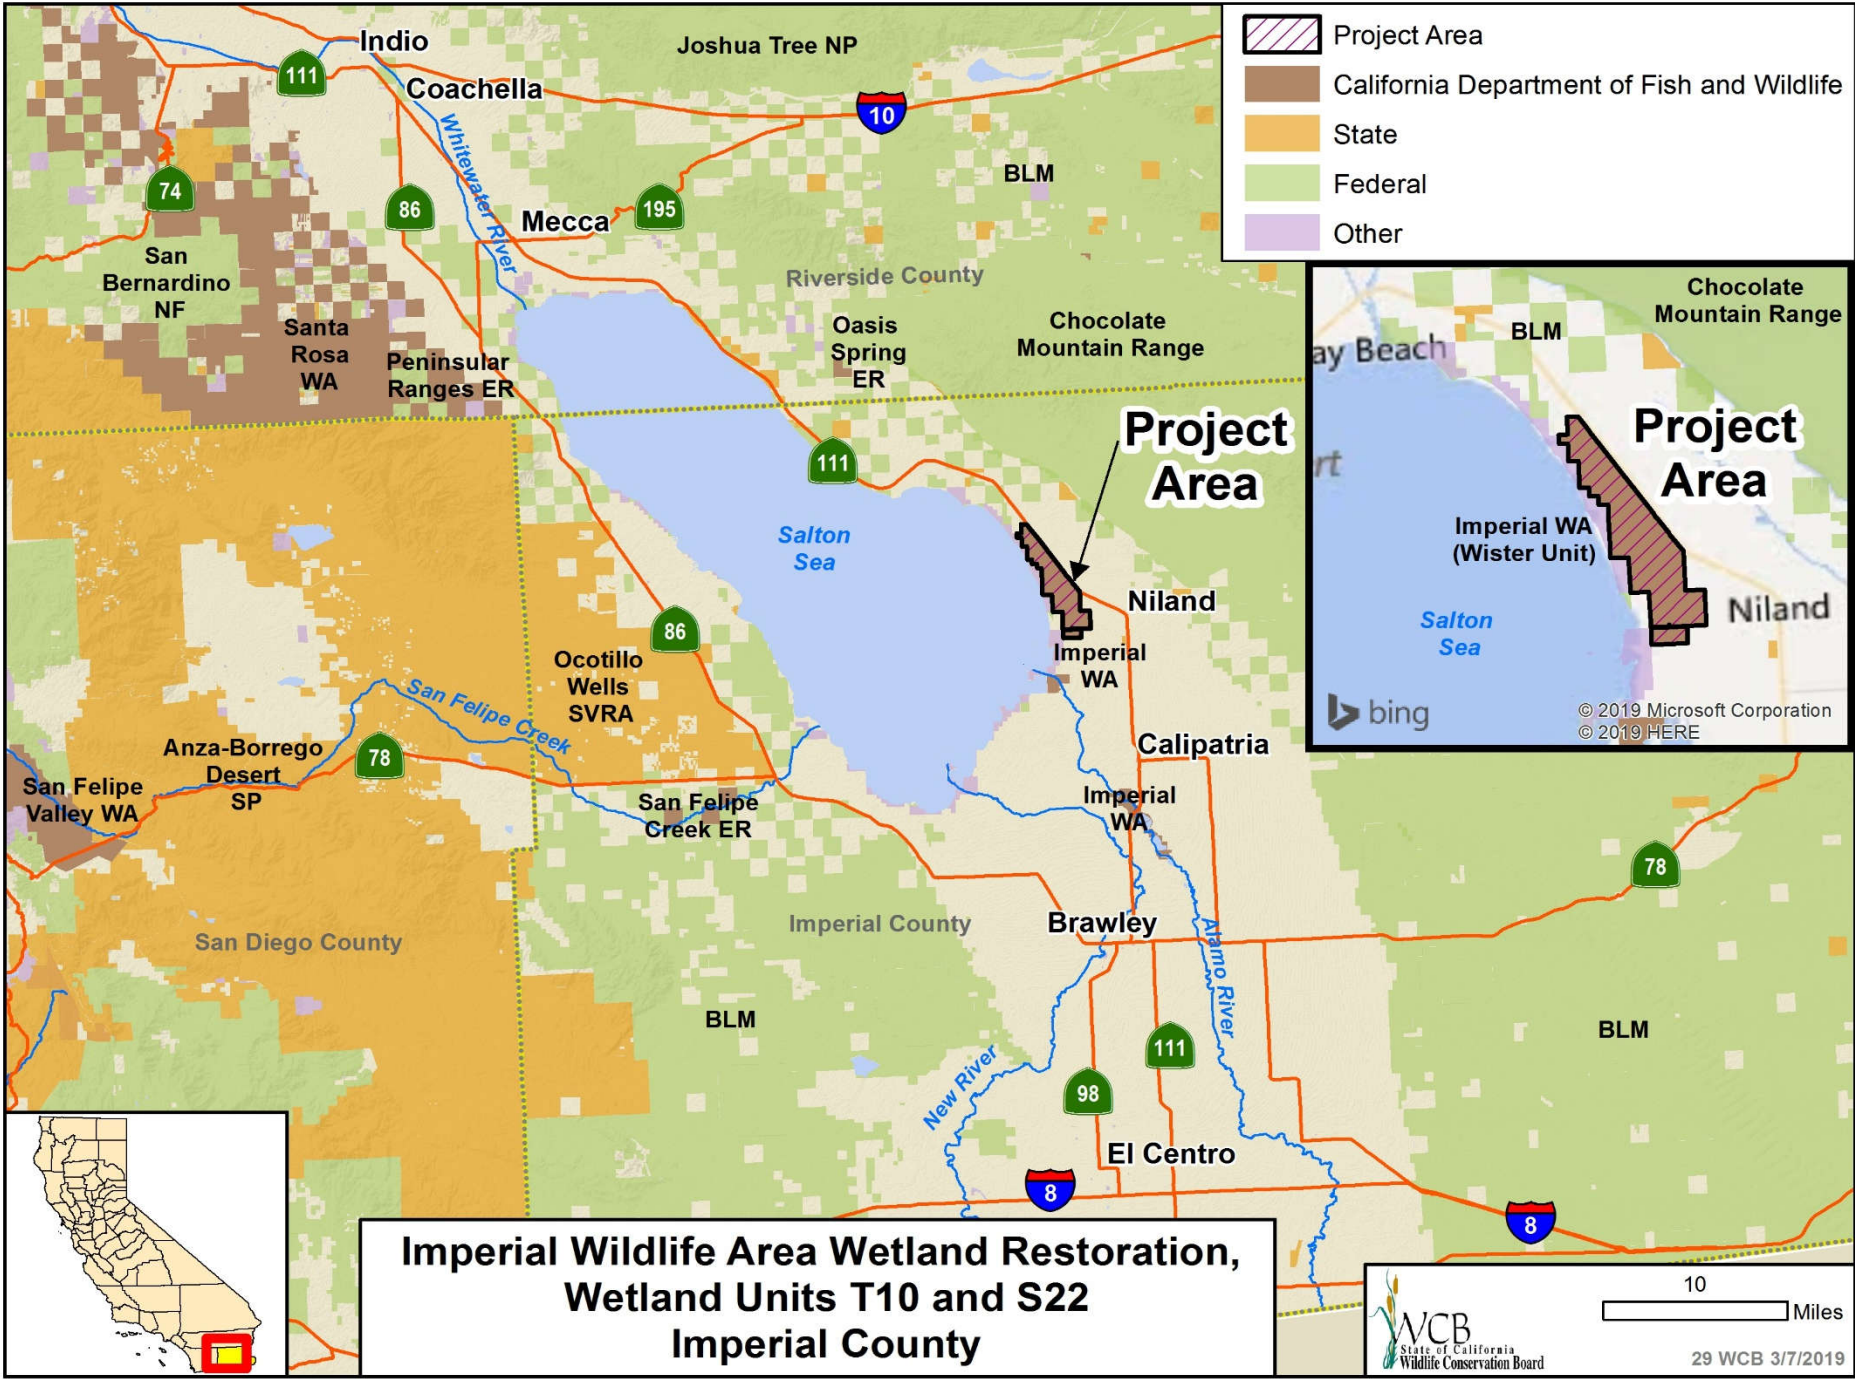 Project Area
California Department of Fish and Wildlife
State
Federal
Other
Indio
Joshua Tree NP
111
Coachella
10
Whitewater River
BLM
74
86
195
Mecca
San
Bernardino
NF
Riverside County
Santa
Rosa
WA
Peninsular
Ranges ER
Oasis
Spring
ER
Chocolate
Mountain Range
Project
Area
111
Salton
Sea
Niland
Imperial
WA
86
Ocotillo
Wells
SVRA
San Felipe Creek
Anza-Borrego
Desert
SP
78
San Felipe
Valley WA
San Felipe
Creek ER
Calipatria
Imperial
WA
78
San Diego County
Imperial County
Brawley
Alamo River
BLM
BLM
111
98
New River
El Centro
8
8
Chocolate
Mountain Range
BLM
ay Beach
Project
Area
rt
Imperial WA
(Wister Unit)
Salton
Sea
Niland
bing
© 2019 Microsoft Corporation
© 2019 HERE
Imperial Wildlife Area Wetland Restoration,
Wetland Units T10 and S22
Imperial County
WCB
State of California
Wildlife Conservation Board
10
Miles
29 WCB 3/7/2019